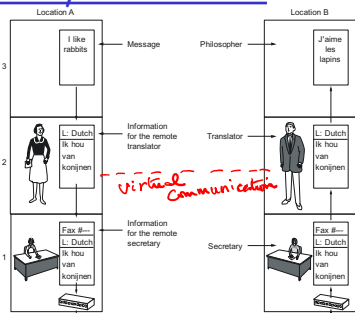 Location A
Location B
I like
rabbits
Message
Philosopher
J'aime
les
lapins
3
L: Dutch
Ik hou
van
konijnen
Information
for the remote
translator
Translator
L: Dutch
Ik hou
van
konijnen
2
virtual
Communication
Fax #---
L: Dutch
Ik hou
van
konijnen
Information
for the remote
secretary
Secretary
Fax #---
L: Dutch
Ik hou
van
konijnen
1